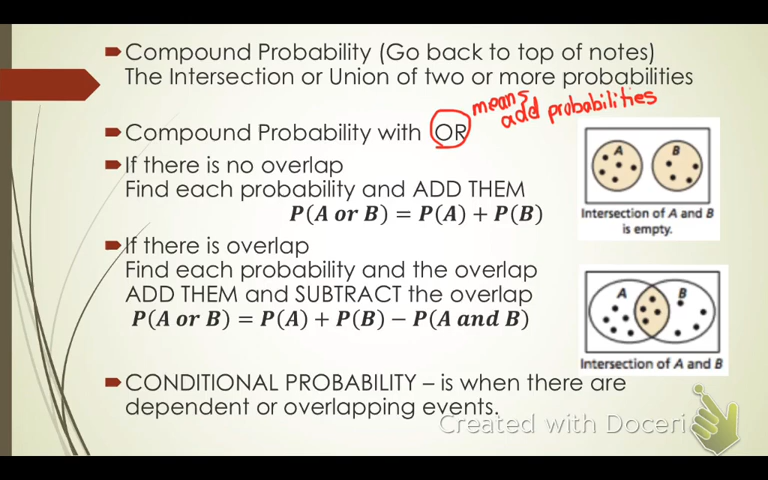 Compound Probability (Go back to top of notes)
The Intersection or Union of two or more probabilities
means
add probabilities
Compound Probability with OR
If there is no overlap
Find each probability and ADD THEM
P(A or B) = P(A) + P(B)
A B
Intersection of A and B
is empty.
If there is overlap
Find each probability and the overlap
ADD THEM and SUBTRACT the overlap
P(A or B) = P(A) + P(B) − P(A and B)
A B
Intersection of A and B
CONDITIONAL PROBABILITY – is when there are
dependent or overlapping events.
Created with Doceri